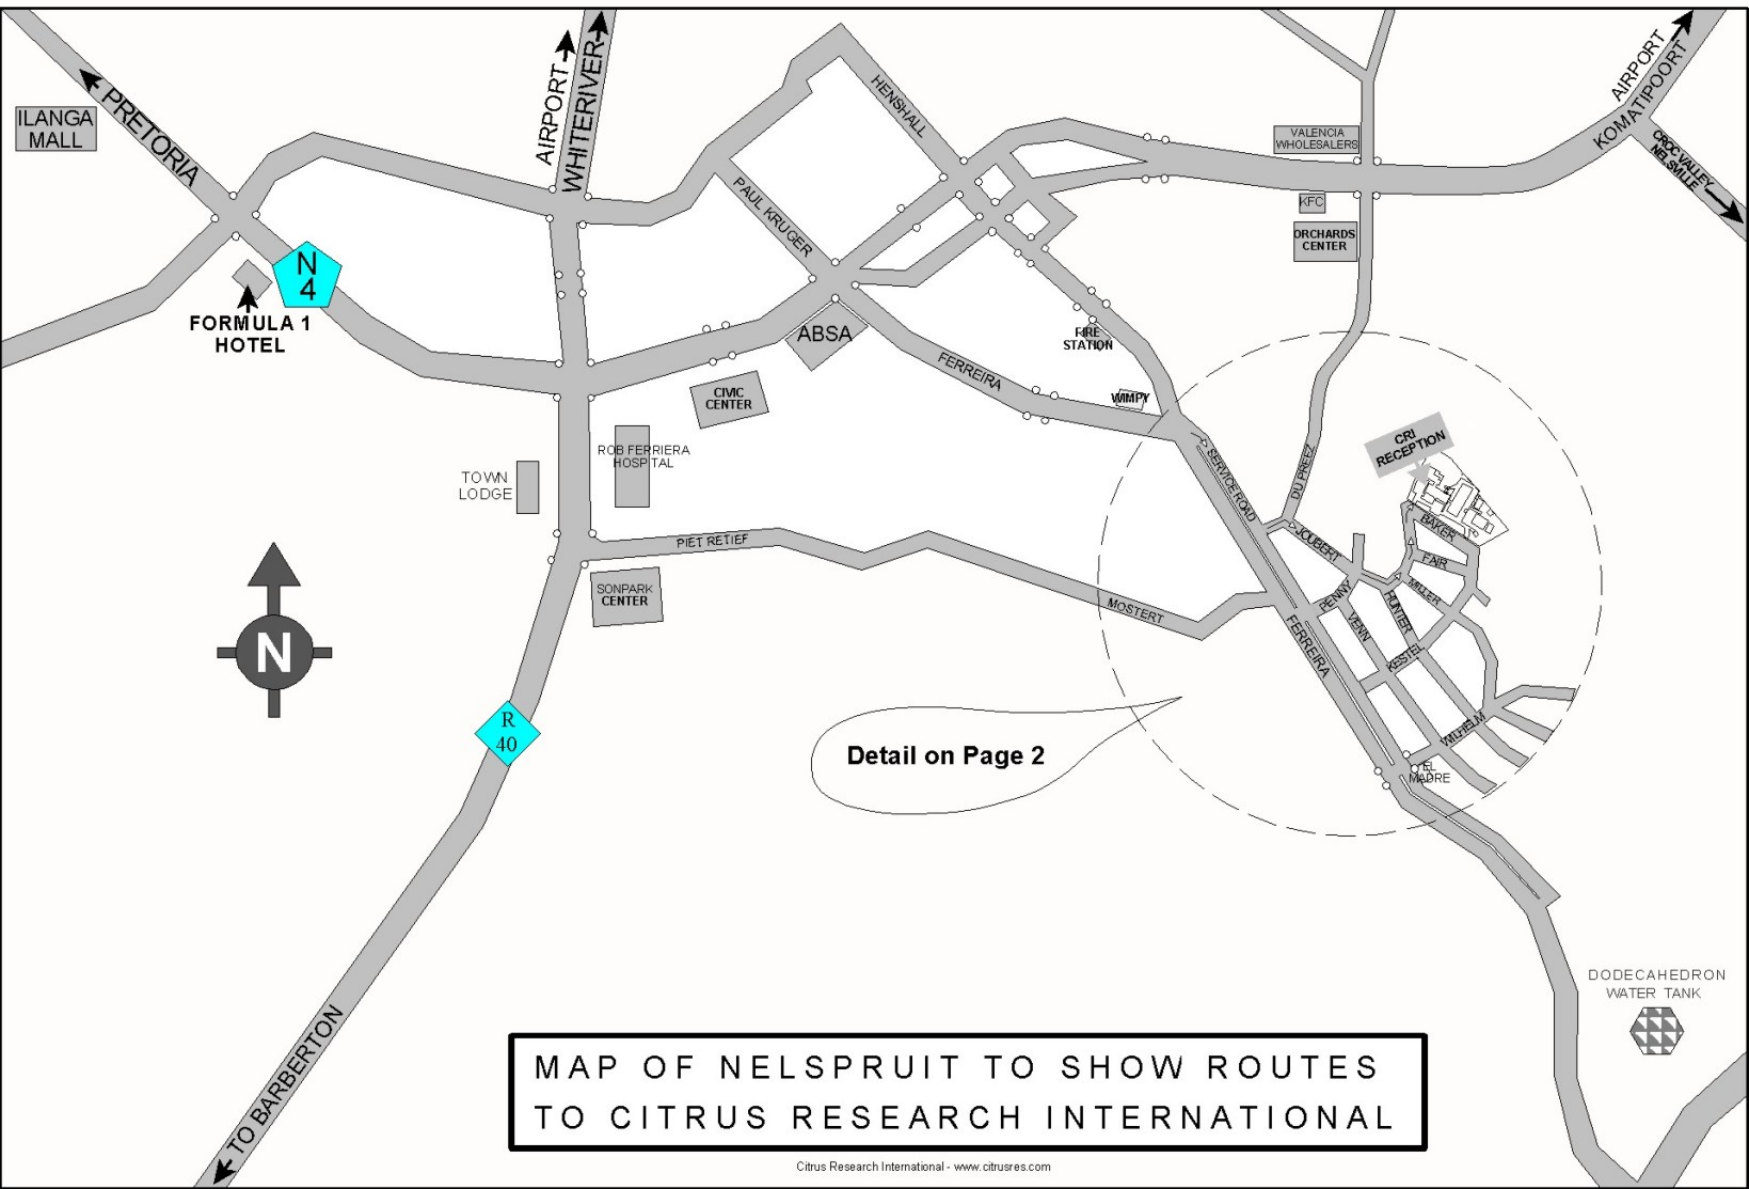 ILANGA
MALL
PRETORIA
AIRPORT
WHITERIVER
HENSHALL
PAUL KRUGER
VALENCIA
WHOLESALERS
AIRPORT
KOMATIPOORT
CROC VALLEY
NELSVILLE
KFC
ORCHARDS
CENTER
N
4
FORMULA 1
HOTEL
ABSA
FIRE
STATION
FERREIRA
WIMPY
CIVIC
CENTER
ROB FERRIERA
HOSPITAL
TOWN
LODGE
CRI
RECEPTION
SERVICE ROAD
DU PREEZ
JOUBERT
BAKER
FAIR
MILLER
HUNTER
PENNY
VENN
KESTEL
WILHELM
PIET RETIEF
MOSTERT
FERREIRA
SONPARK
CENTER
N
R
40
Detail on Page 2
EL
MADRE
DODECAHEDRON
WATER TANK
TO BARBERTON
MAP OF NELSPRUIT TO SHOW ROUTES
TO CITRUS RESEARCH INTERNATIONAL
Citrus Research International - www.citrusres.com